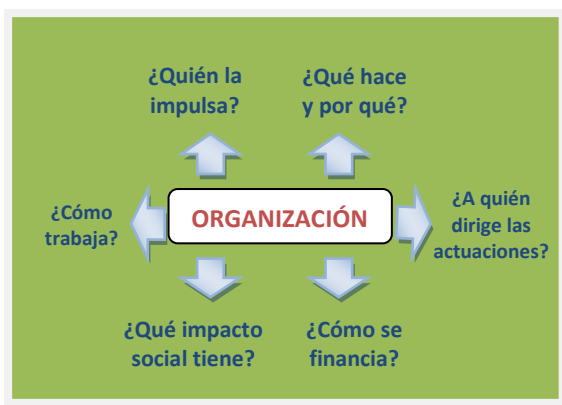 ¿Quién la
impulsa?
¿Qué hace
y por qué?
¿Cómo
trabaja?
ORGANIZACIÓN
¿A quién
dirige las
actuaciones?
¿Qué impacto
social tiene?
¿Cómo se
financia?